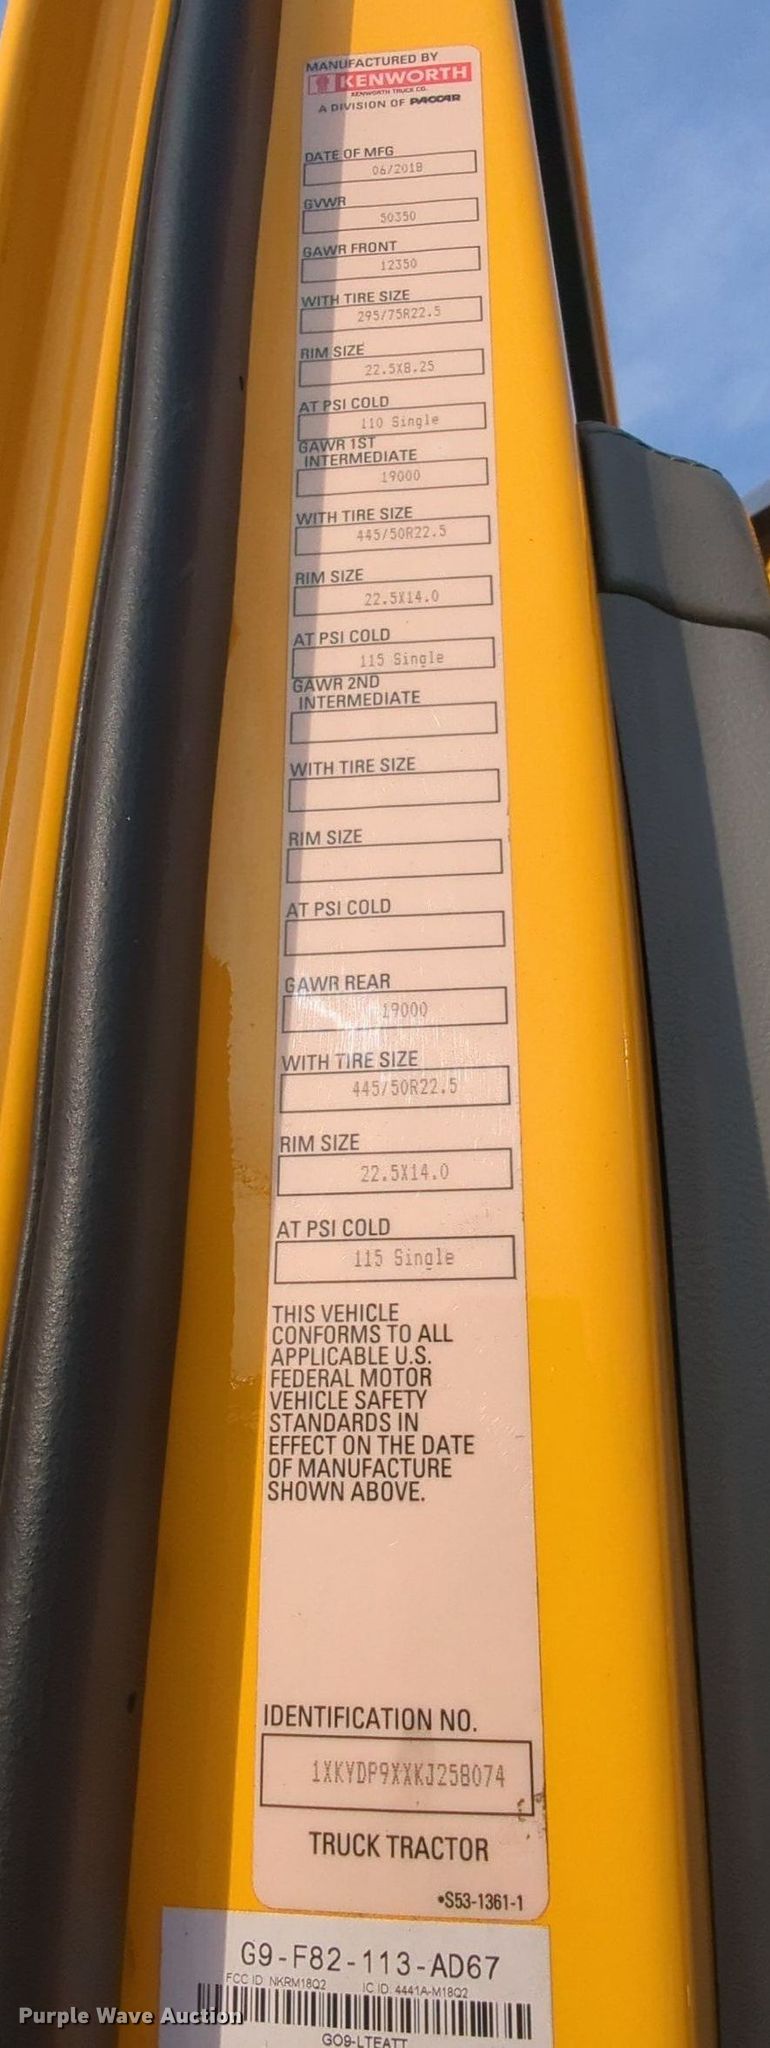 MANUFACTURED BY
KENWORTH
KENWORTH TRUCK CO.
A DIVISION OF PACCAR
DATE OF MFG
06/2018
GVWR
50350
GAWR FRONT
12350
WITH TIRE SIZE
295/75R22.5
RIM SIZE
22.5X8.25
AT PSI COLD
110 Single
GAWR 1ST
INTERMEDIATE
19000
WITH TIRE SIZE
445/50R22.5
RIM SIZE
22.5X14.0
AT PSI COLD
115 Single
GAWR 2ND
INTERMEDIATE
WITH TIRE SIZE
RIM SIZE
AT PSI COLD
GAWR REAR
19000
WITH TIRE SIZE
445/50R22.5
RIM SIZE
22.5X14.0
AT PSI COLD
115 Single
THIS VEHICLE
CONFORMS TO ALL
APPLICABLE U.S.
FEDERAL MOTOR
VEHICLE SAFETY
STANDARDS IN
EFFECT ON THE DATE
OF MANUFACTURE
SHOWN ABOVE.
IDENTIFICATION NO.
1XKYDP9XXKJ258074
TRUCK TRACTOR
•S53-1361-1
G9-F82-113-AD67
FCC ID NKRM18Q2 IC ID: 4441A-M18Q2
GO9-LTEATT
Purple Wave Auction